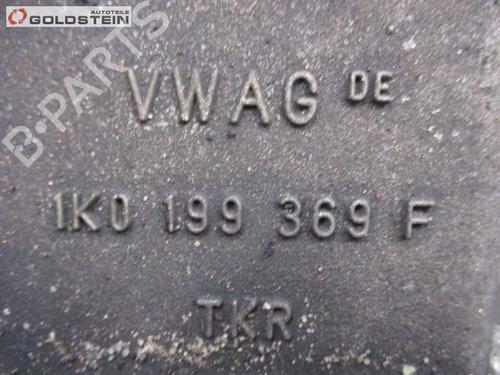 AUTOTEILE
GOLDSTEIN
B-PARTS
VWAG DE
1K0 199 369 F
TKR